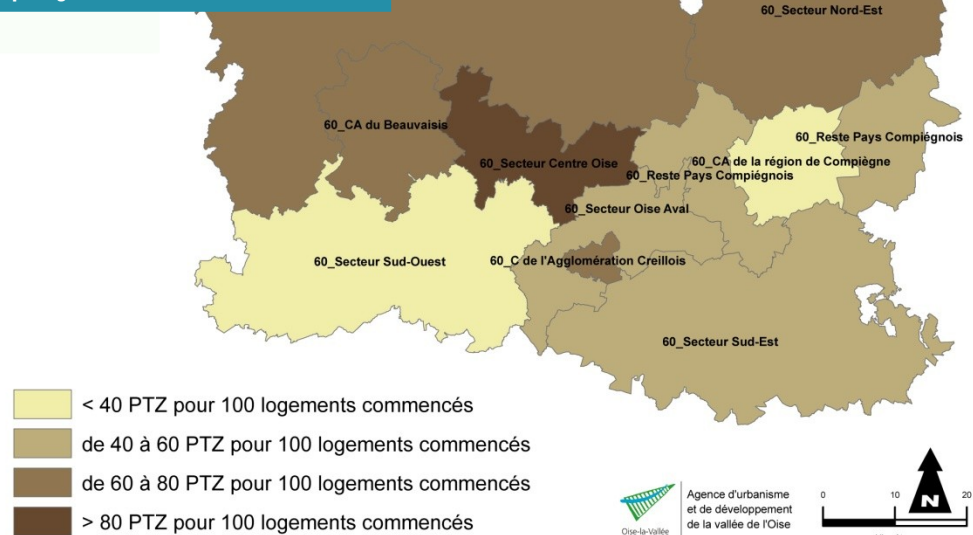 60_Secteur Nord-Est
60_CA du Beauvaisis
60_Reste Pays Compiégnois
60_Secteur Centre Oise
60_CA de la région de Compiègne
60_Reste Pays Compiégnois
60_Secteur Oise Aval
60_Secteur Sud-Ouest
60_C de l'Agglomération Creillois
60_Secteur Sud-Est
< 40 PTZ pour 100 logements commencés
de 40 à 60 PTZ pour 100 logements commencés
de 60 à 80 PTZ pour 100 logements commencés
> 80 PTZ pour 100 logements commencés
Oise-la-Vallée
Agence d'urbanisme
et de développement
de la vallée de l'Oise
0 10 20
N